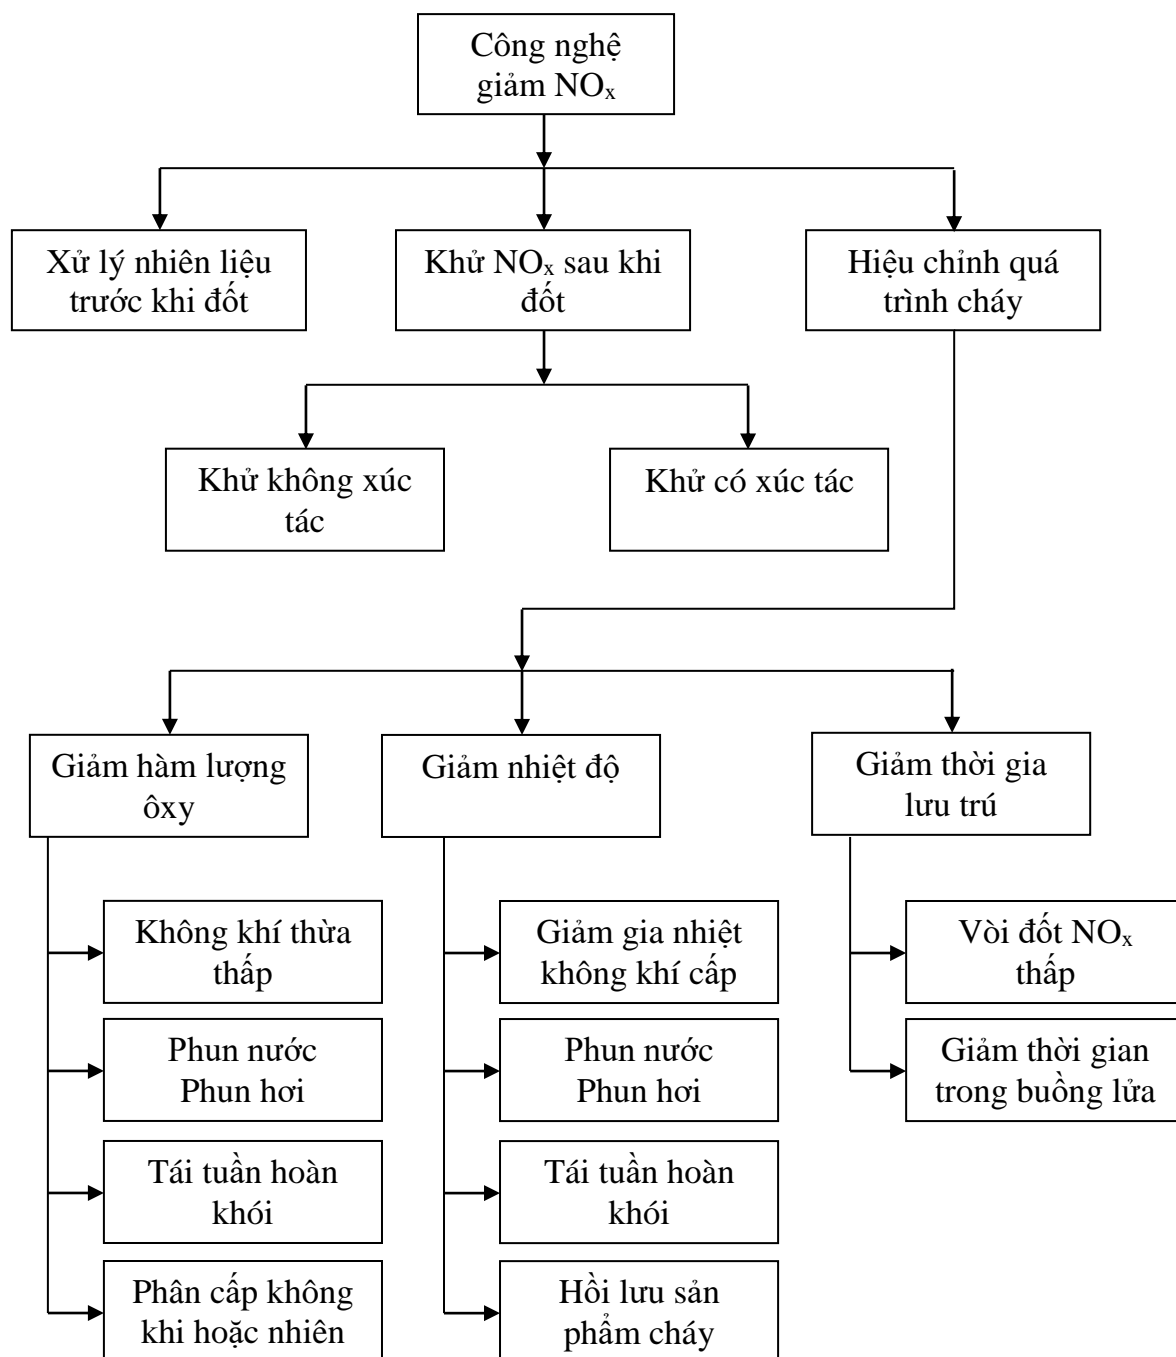 Công nghệ
giảm NOₓ
Xử lý nhiên liệu
trước khi đốt
Khử NOₓ sau khi
đốt
Hiệu chỉnh quá
trình cháy
Khử không xúc
tác
Khử có xúc tác
Giảm hàm lượng
ôxy
Giảm nhiệt độ
Giảm thời gia
lưu trú
Không khí thừa
thấp
Phun nước
Phun hơi
Tái tuần hoàn
khói
Phân cấp không
khi hoặc nhiên
Giảm gia nhiệt
không khí cấp
Phun nước
Phun hơi
Tái tuần hoàn
khói
Hồi lưu sản
phẩm cháy
Vòi đốt NOₓ
thấp
Giảm thời gian
trong buồng lửa